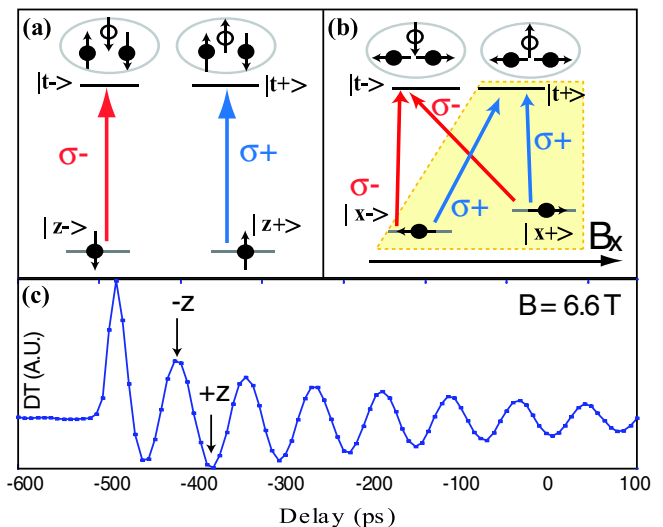 (a)
(b)
|t->
|t+>
|t->
|t+>
σ-
σ-
σ+
σ+
σ-
σ+
|z->
|z+>
|x->
|x+>
Bx
(c)
-z
B = 6.6 T
+z
DT (A.U.)
-600 -500 -400 -300 -200 -100 0 100
Delay (ps)